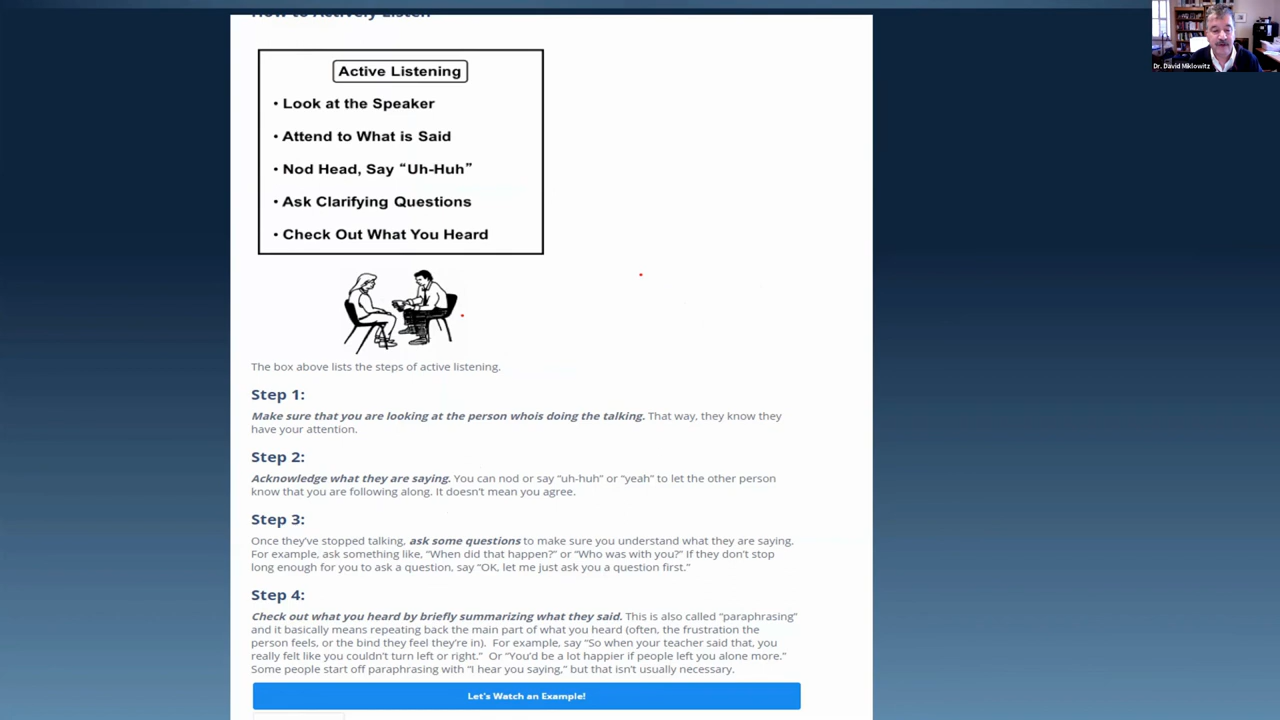 How to Actively Listen
Dr. David Miklowitz
Active Listening
• Look at the Speaker
• Attend to What is Said
• Nod Head, Say “Uh-Huh”
• Ask Clarifying Questions
• Check Out What You Heard
The box above lists the steps of active listening.
Step 1:
Make sure that you are looking at the person whois doing the talking. That way, they know they
have your attention.
Step 2:
Acknowledge what they are saying. You can nod or say “uh-huh” or “yeah” to let the other person
know that you are following along. It doesn’t mean you agree.
Step 3:
Once they’ve stopped talking, ask some questions to make sure you understand what they are saying.
For example, ask something like, “When did that happen?” or “Who was with you?” If they don’t stop
long enough for you to ask a question, say “OK, let me just ask you a question first.”
Step 4:
Check out what you heard by briefly summarizing what they said. This is also called “paraphrasing”
and it basically means repeating back the main part of what you heard (often, the frustration the
person feels, or the bind they feel they’re in).  For example, say “So when your teacher said that, you
really felt like you couldn’t turn left or right.”  Or “You’d be a lot happier if people left you alone more.”
Some people start off paraphrasing with “I hear you saying,” but that isn’t usually necessary.
Let's Watch an Example!